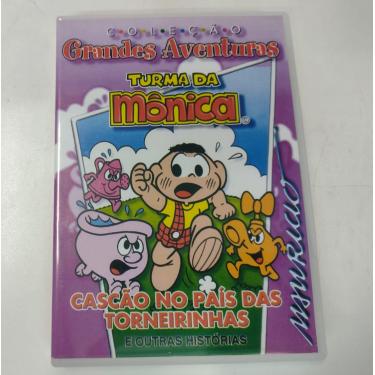 COLEÇÃO
Grandes Aventuras
TURMA DA
Mônica
CASCÃO NO PAÍS DAS
TORNEIRINHAS
E OUTRAS HISTÓRIAS